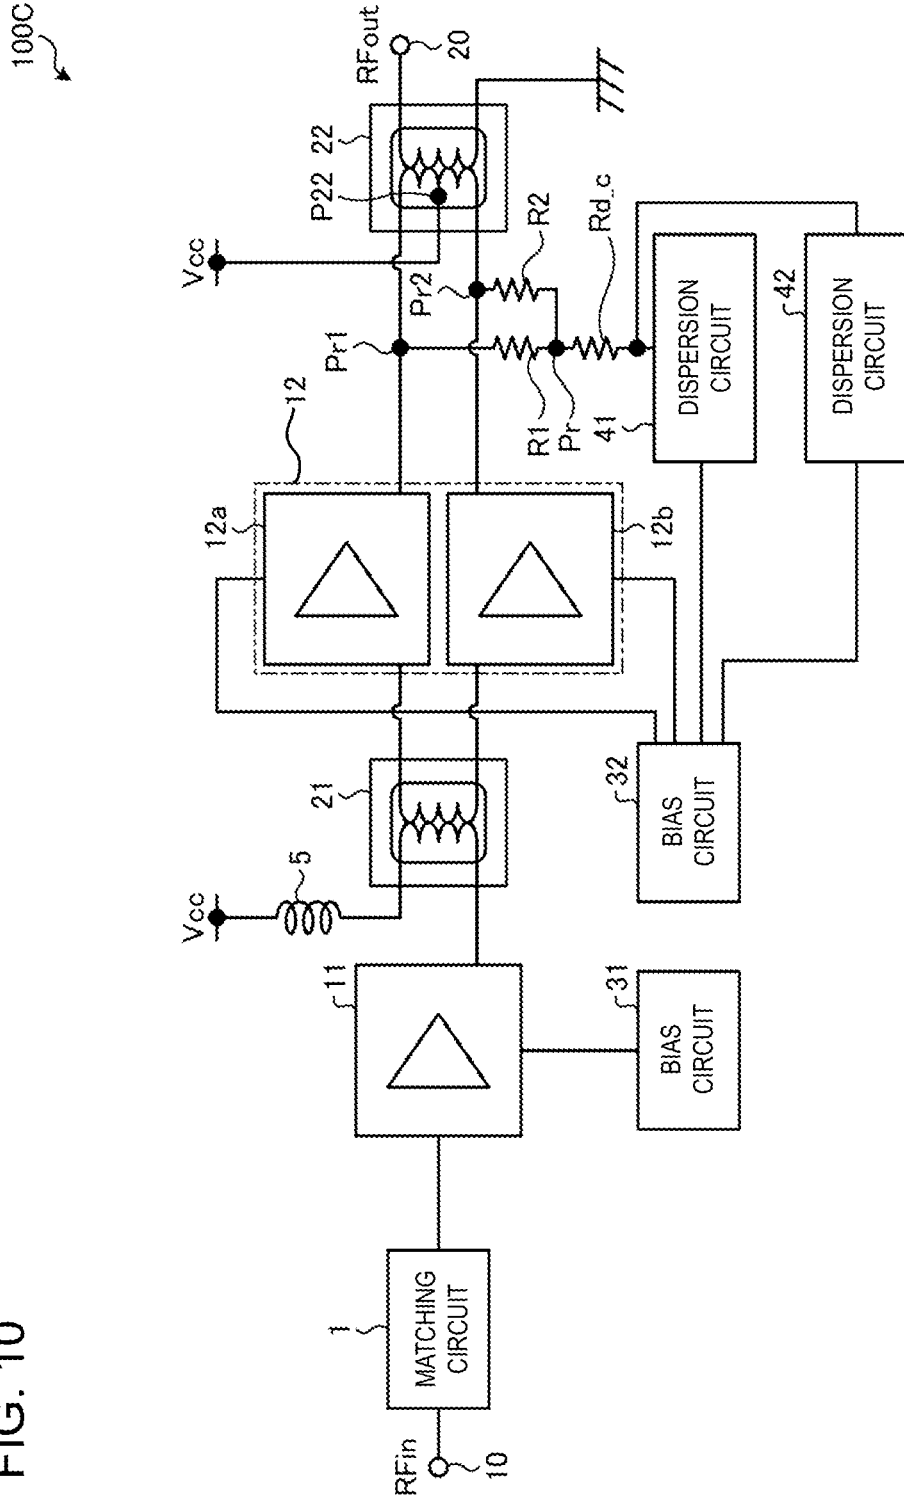 FIG. 10
100C
RFin
10
1
MATCHING
CIRCUIT
11
BIAS
CIRCUIT
31
Vcc
5
21
BIAS
CIRCUIT
32
12
12a
12b
Pr1
Pr2
R1
R2
Pr
Rd_c
Vcc
P22
22
RFout
20
41
DISPERSION
CIRCUIT
42
DISPERSION
CIRCUIT